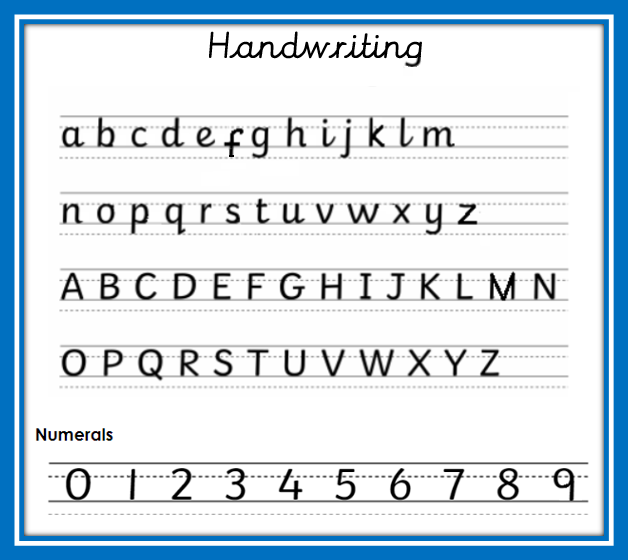 Handwriting
a b c d e f g h i j k l m
n o p q r s t u v w x y z
A B C D E F G H I J K L M N
O P Q R S T U V W X Y Z
Numerals
0 1 2 3 4 5 6 7 8 9